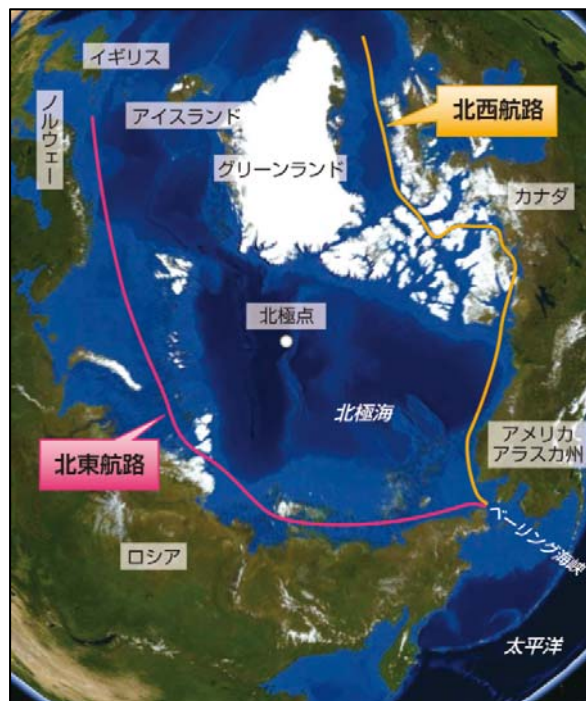 イギリス
ノルウェー
アイスランド
グリーンランド
北西航路
カナダ
北極点
北極海
北東航路
アメリカ
アラスカ州
ベーリング海峡
ロシア
太平洋